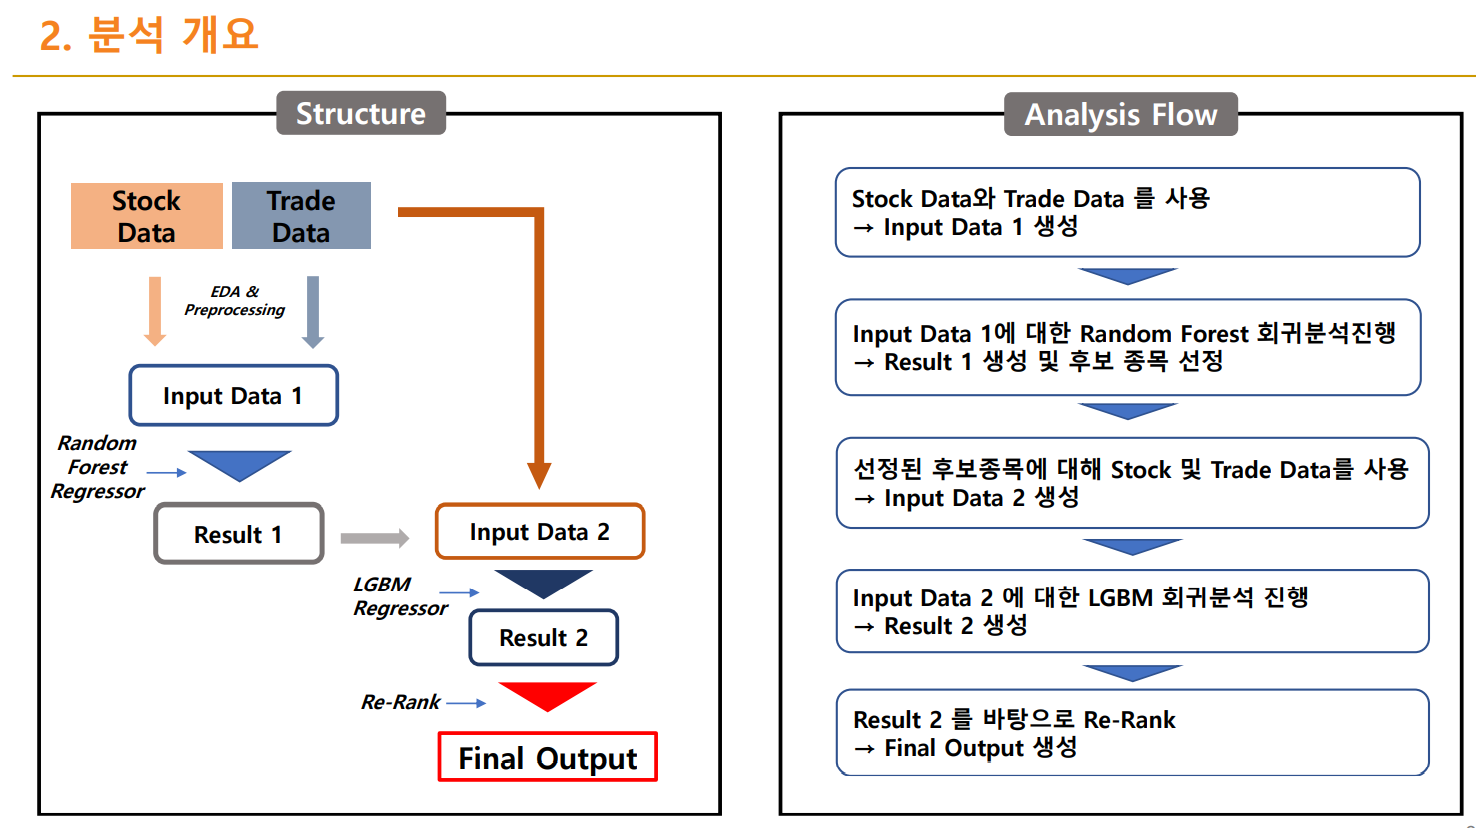 2. 분석 개요
Structure
Stock
Data
Trade
Data
EDA &
Preprocessing
Input Data 1
Random
Forest
Regressor
Result 1
Input Data 2
LGBM
Regressor
Result 2
Re-Rank
Final Output
Analysis Flow
Stock Data와 Trade Data 를 사용
→ Input Data 1 생성
Input Data 1에 대한 Random Forest 회귀분석진행
→ Result 1 생성 및 후보 종목 선정
선정된 후보종목에 대해 Stock 및 Trade Data를 사용
→ Input Data 2 생성
Input Data 2 에 대한 LGBM 회귀분석 진행
→ Result 2 생성
Result 2 를 바탕으로 Re-Rank
→ Final Output 생성